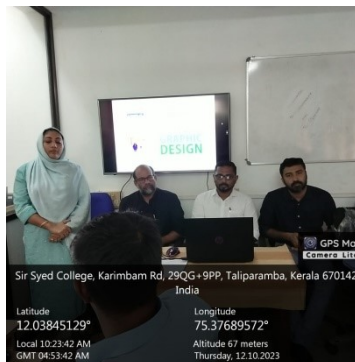 GRAPHIC
DESIGN
GPS Mo
Camera Lite
Sir Syed College, Karimbam Rd, 29QG+9PP, Taliparamba, Kerala 670142
India
Latitude
Longitude
12.03845129°
75.37689572°
Local 10:23:42 AM
Altitude 67 meters
GMT 04:53:42 AM
Thursday, 12.10.2023